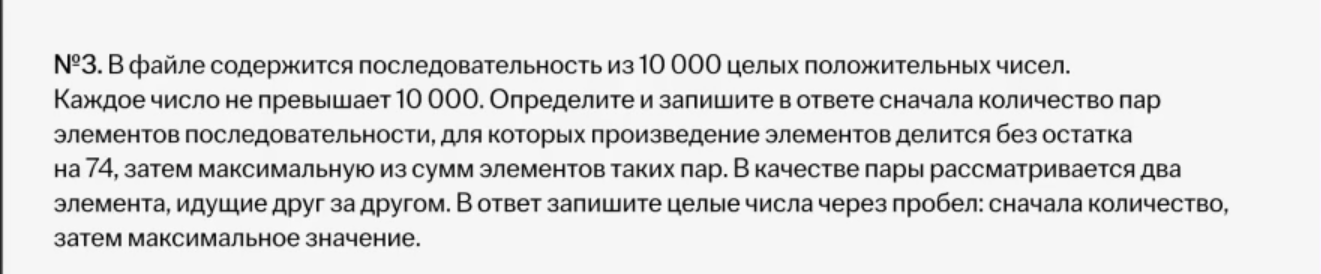 №3. В файле содержится последовательность из 10 000 целых положительных чисел.
Каждое число не превышает 10 000. Определите и запишите в ответе сначала количество пар
элементов последовательности, для которых произведение элементов делится без остатка
на 74, затем максимальную из сумм элементов таких пар. В качестве пары рассматривается два
элемента, идущие друг за другом. В ответ запишите целые числа через пробел: сначала количество,
затем максимальное значение.